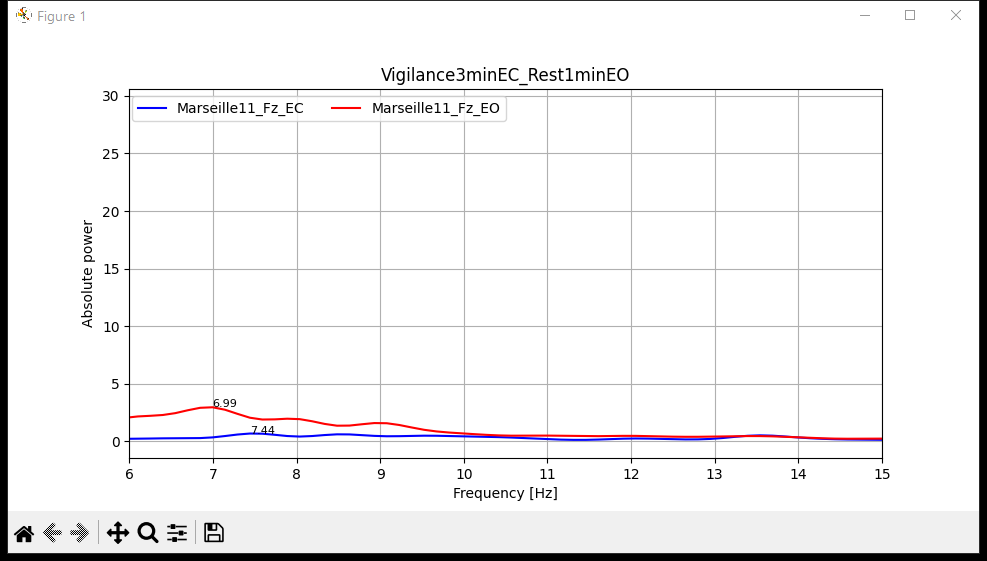 Figure 1
Vigilance3minEC_Rest1minEO
Marseille11_Fz_EC Marseille11_Fz_EO
30
25
20
15
10
5
0
Absolute power
6.99
7.44
6 7 8 9 10 11 12 13 14 15
Frequency [Hz]